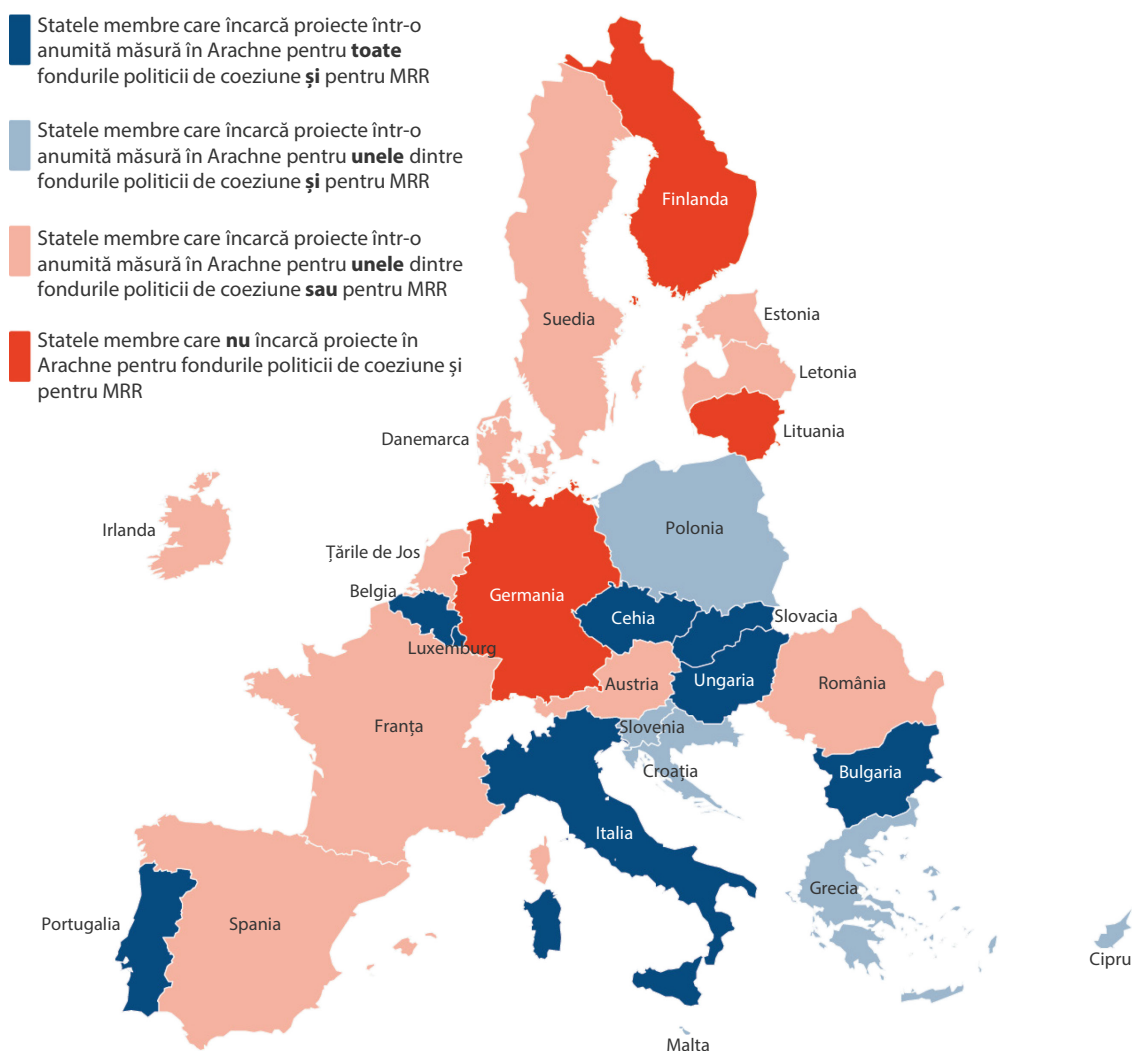 Statele membre care încarcă proiecte într-o
anumită măsură în Arachne pentru toate
fondurile politicii de coeziune și pentru MRR
Statele membre care încarcă proiecte într-o
anumită măsură în Arachne pentru unele dintre
fondurile politicii de coeziune și pentru MRR
Statele membre care încarcă proiecte într-o
anumită măsură în Arachne pentru unele dintre
fondurile politicii de coeziune sau pentru MRR
Statele membre care nu încarcă proiecte în
Arachne pentru fondurile politicii de coeziune și
pentru MRR
Finlanda
Suedia
Estonia
Letonia
Lituania
Danemarca
Irlanda
Polonia
Țările de Jos
Belgia
Germania
Cehia
Slovacia
Luxemburg
Austria
Ungaria
România
Franța
Slovenia
Croația
Bulgaria
Italia
Grecia
Portugalia
Spania
Cipru
Malta